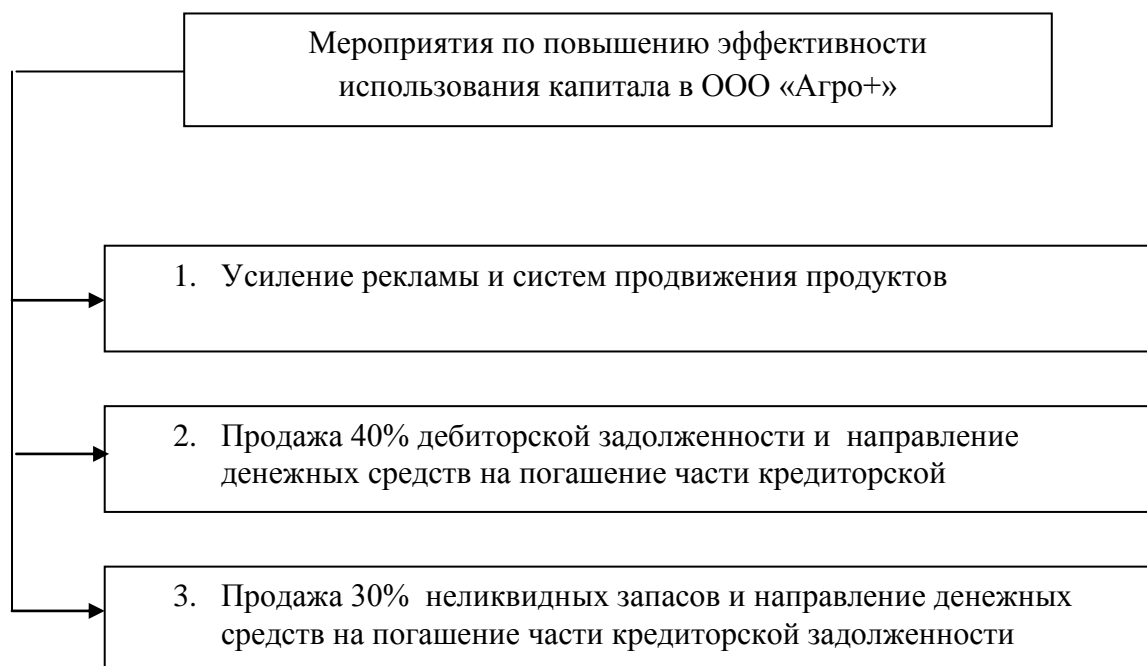 Мероприятия по повышению эффективности
использования капитала в ООО «Агро+»
1. Усиление рекламы и систем продвижения продуктов
2. Продажа 40% дебиторской задолженности и направление
денежных средств на погашение части кредиторской
3. Продажа 30% неликвидных запасов и направление денежных
средств на погашение части кредиторской задолженности